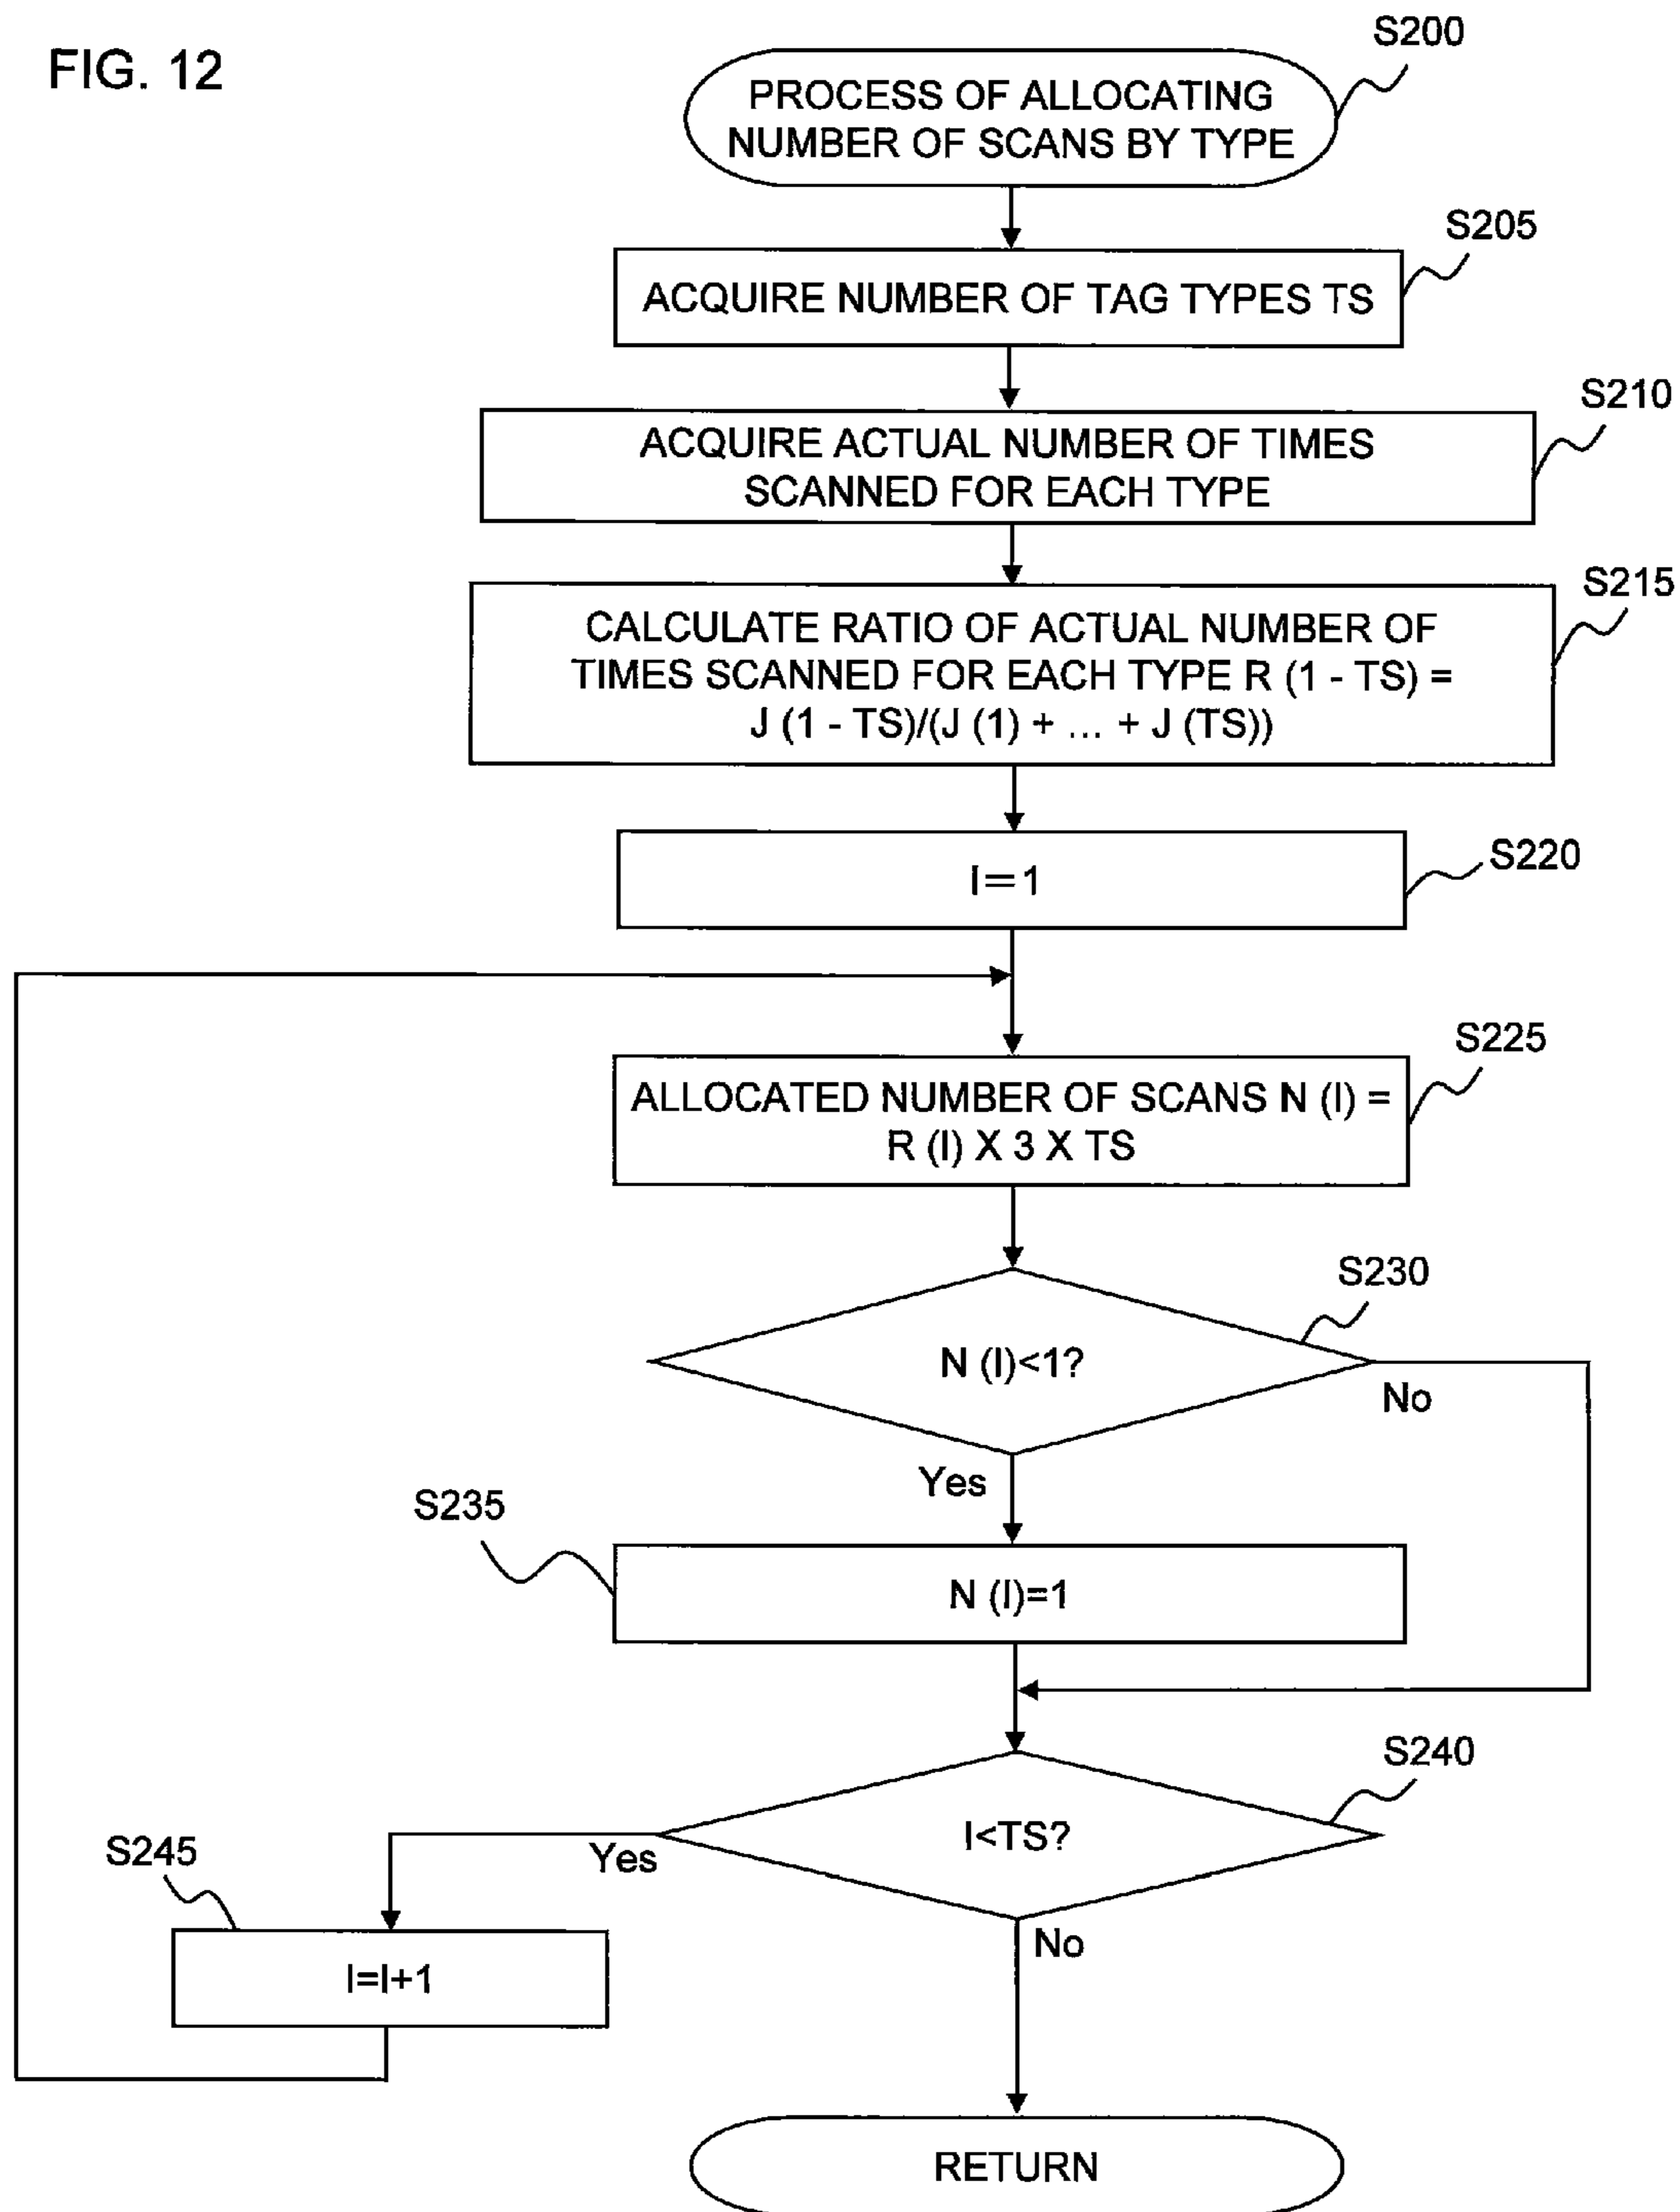 FIG. 12
S200
PROCESS OF ALLOCATING
NUMBER OF SCANS BY TYPE
S205
ACQUIRE NUMBER OF TAG TYPES TS
S210
ACQUIRE ACTUAL NUMBER OF TIMES
SCANNED FOR EACH TYPE
S215
CALCULATE RATIO OF ACTUAL NUMBER OF
TIMES SCANNED FOR EACH TYPE R (1 - TS) =
J (1 - TS)/(J (1) + ... + J (TS))
S220
I=1
S225
ALLOCATED NUMBER OF SCANS N (I) =
R (I) X 3 X TS
S230
N (I)<1?
No
Yes
S235
N (I)=1
S240
I<TS?
Yes
S245
No
I=I+1
RETURN